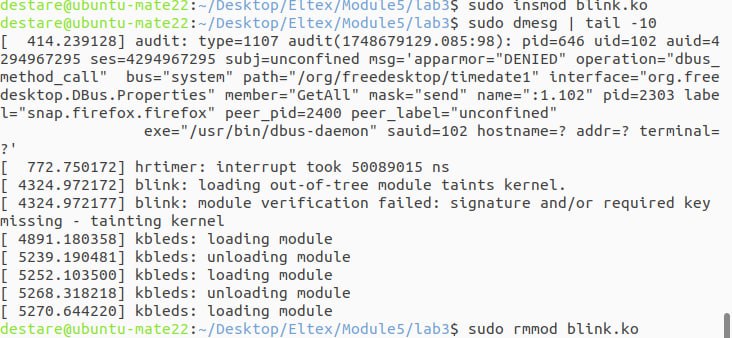 destare@ubuntu-mate22:~/Desktop/Eltex/Module5/lab3$ sudo insmod blink.ko
destare@ubuntu-mate22:~/Desktop/Eltex/Module5/lab3$ sudo dmesg | tail -10
[  414.239128] audit: type=1107 audit(1748679129.085:98): pid=646 uid=102 auid=4
294967295 ses=4294967295 subj=unconfined msg='apparmor="DENIED" operation="dbus_
method_call"  bus="system" path="/org/freedesktop/timedate1" interface="org.free
desktop.DBus.Properties" member="GetAll" mask="send" name=":1.102" pid=2303 labe
l="snap.firefox.firefox" peer_pid=2400 peer_label="unconfined"
                exe="/usr/bin/dbus-daemon" sauid=102 hostname=? addr=? terminal=
?'
[  772.750172] hrtimer: interrupt took 50089015 ns
[ 4324.972172] blink: loading out-of-tree module taints kernel.
[ 4324.972177] blink: module verification failed: signature and/or required key
missing - tainting kernel
[ 4891.180358] kbleds: loading module
[ 5239.190481] kbleds: unloading module
[ 5252.103500] kbleds: loading module
[ 5268.318218] kbleds: unloading module
[ 5270.644220] kbleds: loading module
destare@ubuntu-mate22:~/Desktop/Eltex/Module5/lab3$ sudo rmmod blink.ko